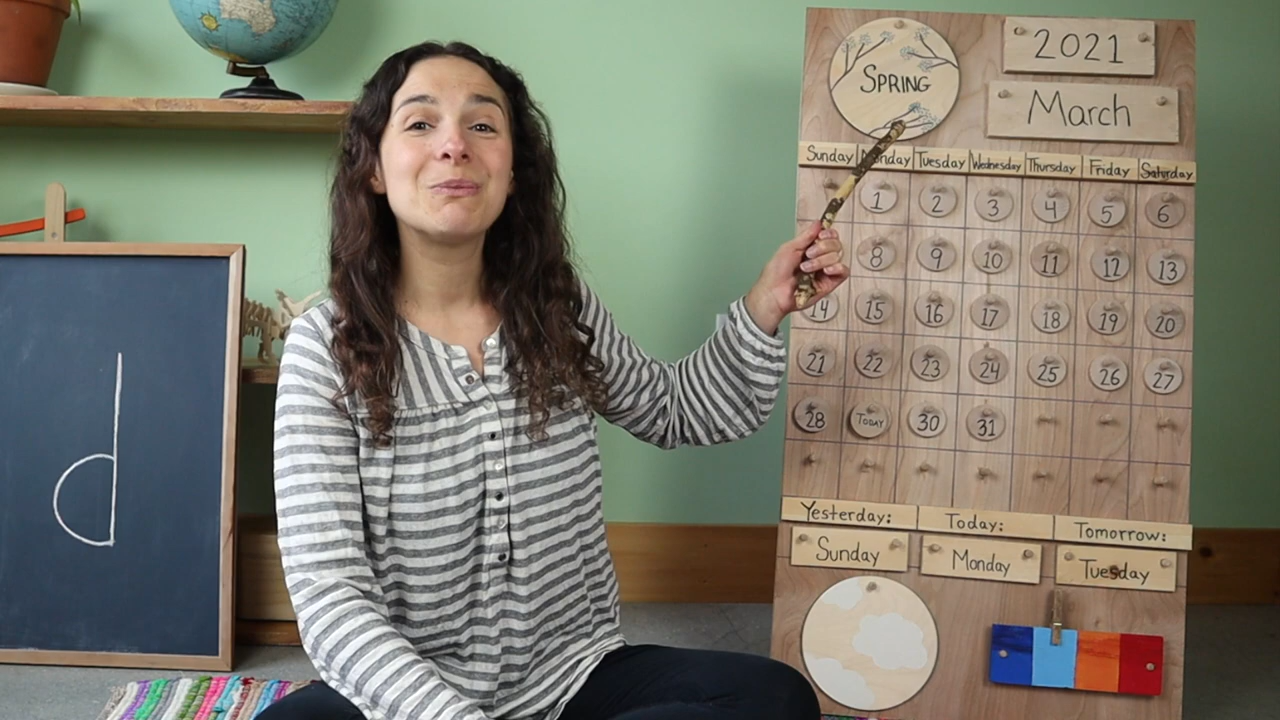 d
SPRING
2021
March
Sunday Monday Tuesday Wednesday Thursday Friday Saturday
1 2 3 4 5 6
8 9 10 11 12 13
14 15 16 17 18 19 20
21 22 23 24 25 26 27
28 TODAY 30 31
Yesterday: Today: Tomorrow:
Sunday Monday Tuesday